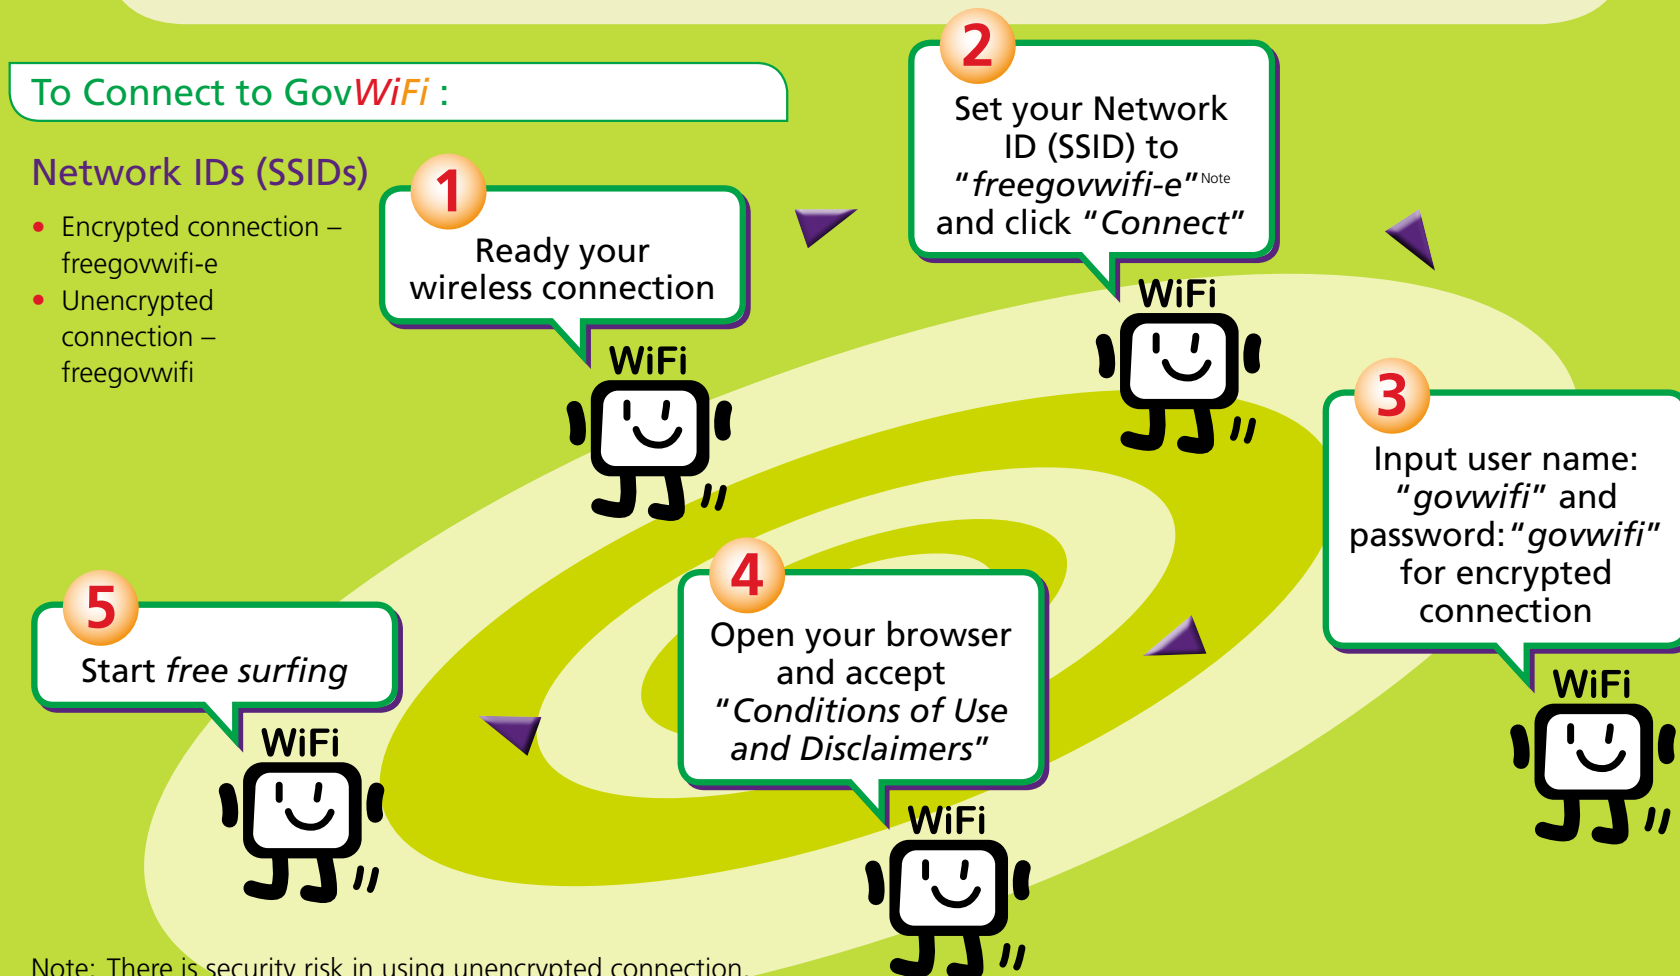 To Connect to GovWiFi :
Network IDs (SSIDs)
• Encrypted connection –
freegovwifi-e
• Unencrypted
connection –
freegovwifi
1
Ready your
wireless connection
WiFi
2
Set your Network
ID (SSID) to
"freegovwifi-e" Note
and click "Connect"
WiFi
3
Input user name:
"govwifi" and
password: "govwifi"
for encrypted
connection
WiFi
4
Open your browser
and accept
"Conditions of Use
and Disclaimers"
WiFi
5
Start free surfing
WiFi
Note: There is security risk in using unencrypted connection.